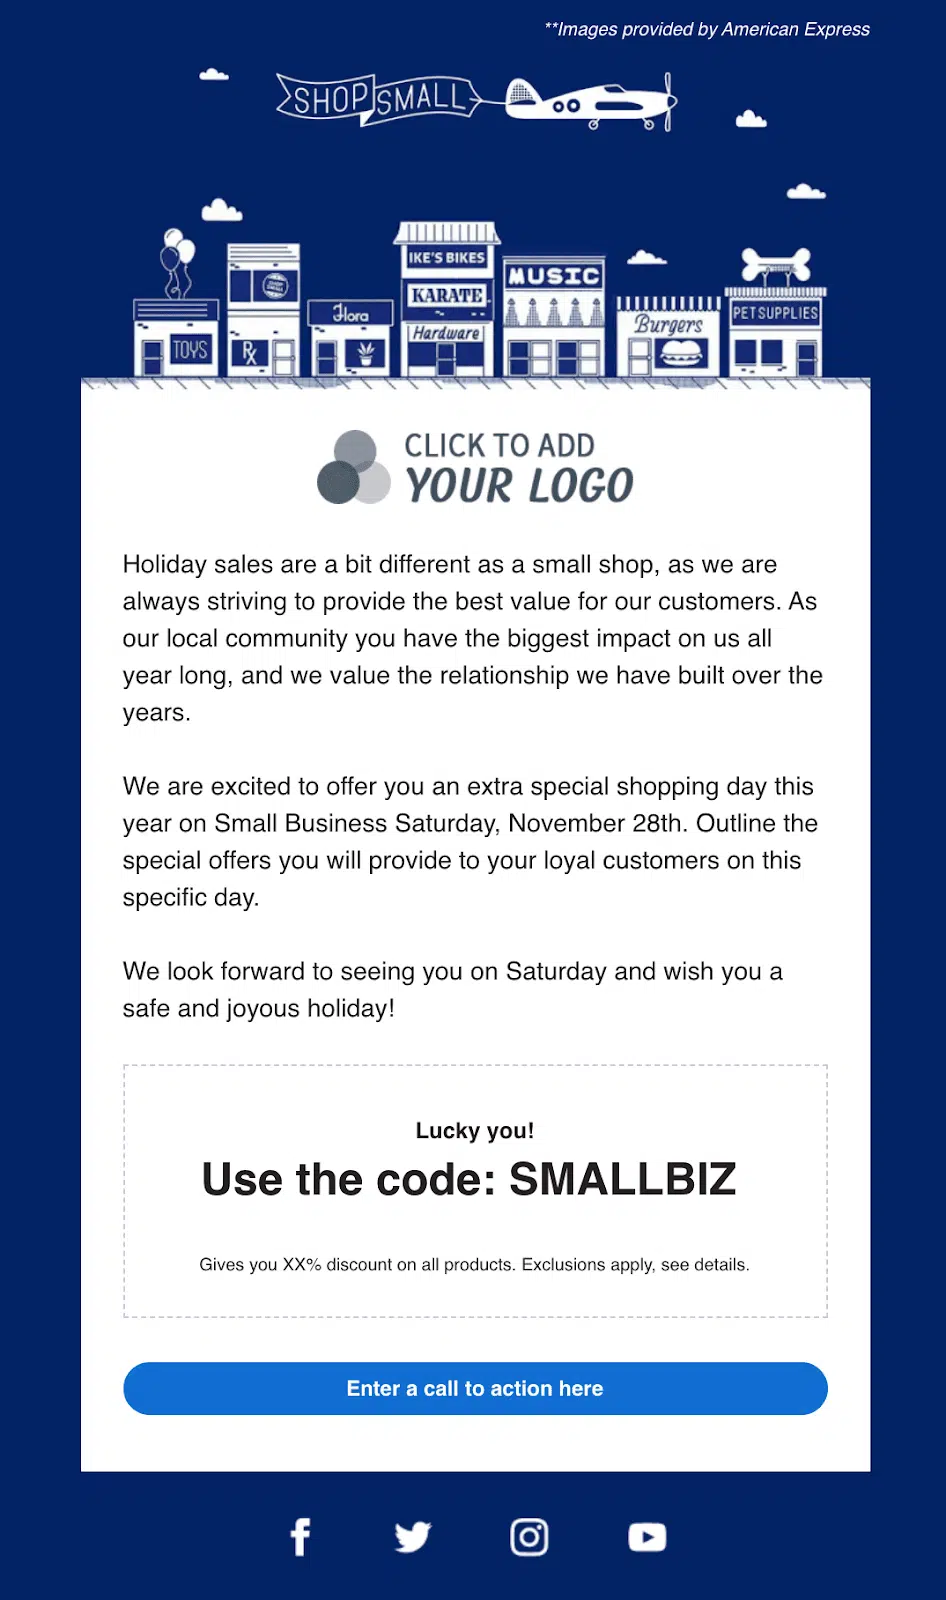 **Images provided by American Express
SHOP SMALL
IKE'S BIKES
MUSIC
KARATE
Flora
Hardware
Burgers
PET SUPPLIES
TOYS
SHOP SMALL
Rx
CLICK TO ADD
YOUR LOGO
Holiday sales are a bit different as a small shop, as we are
always striving to provide the best value for our customers. As
our local community you have the biggest impact on us all
year long, and we value the relationship we have built over the
years.
We are excited to offer you an extra special shopping day this
year on Small Business Saturday, November 28th. Outline the
special offers you will provide to your loyal customers on this
specific day.
We look forward to seeing you on Saturday and wish you a
safe and joyous holiday!
Lucky you!
Use the code: SMALLBIZ
Gives you XX% discount on all products. Exclusions apply, see details.
Enter a call to action here